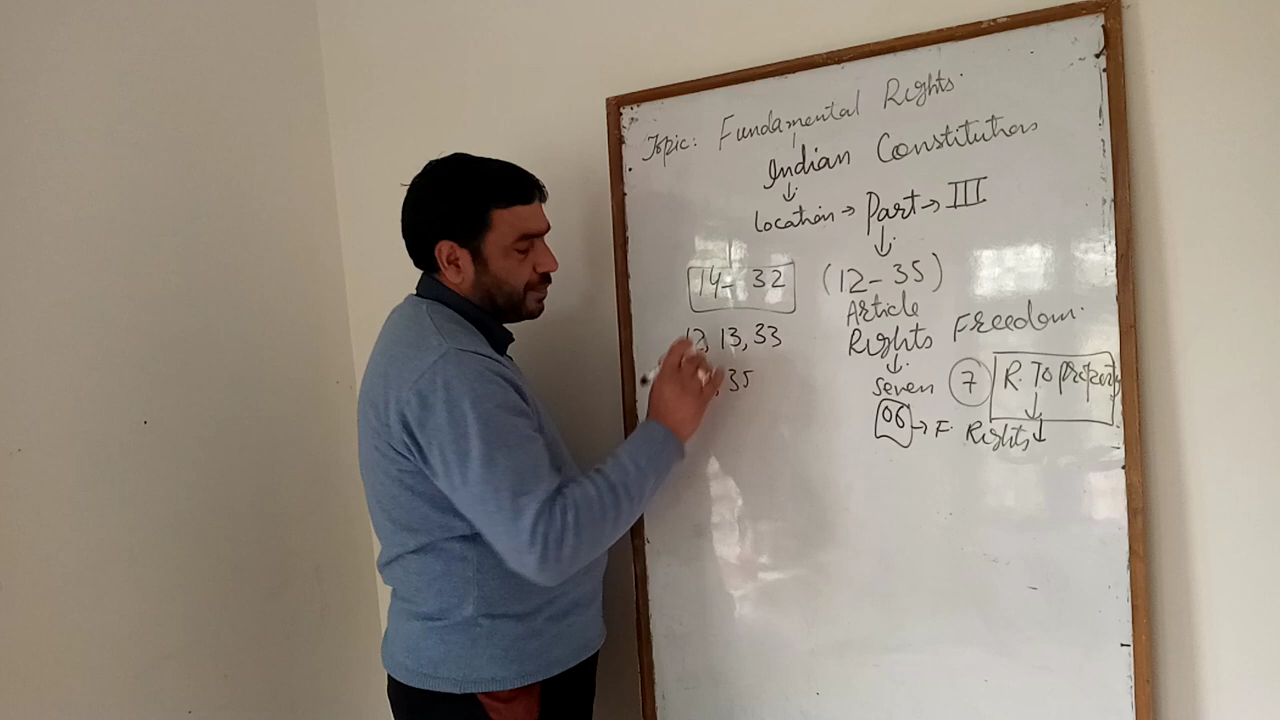 Topic: Fundamental Rights.
Indian Constitution
location → Part → III
14 - 32
(12 - 35)
Article
12, 13, 33
, 35
Rights Freedom.
seven 7 R. To property
06 → F. Rights